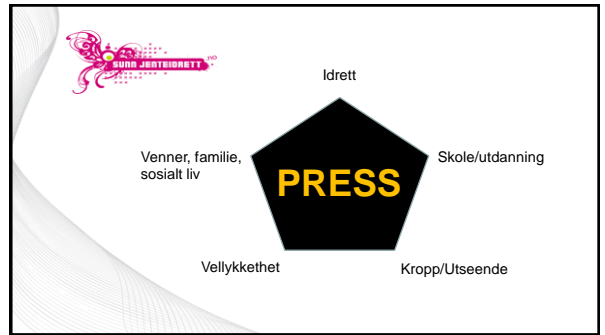 SUNN JENTEIDRETT
Idrett
Venner, familie,
sosialt liv
Skole/utdanning
PRESS
Vellykkethet
Kropp/Utseende